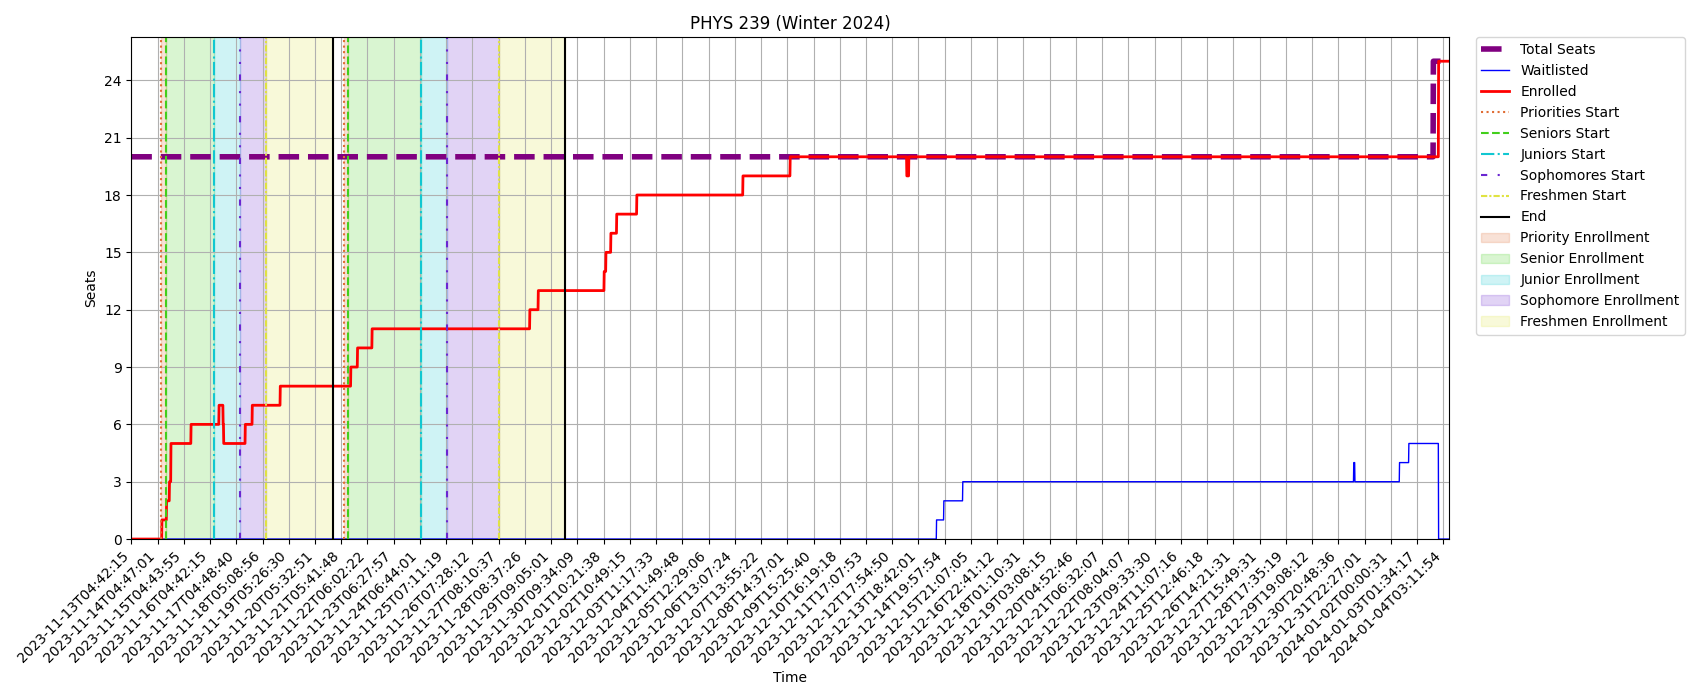 PHYS 239 (Winter 2024)
Seats
24
21
18
15
12
9
6
3
0
2023-11-13T04:42:15
2023-11-14T04:47:01
2023-11-15T04:43:55
2023-11-16T04:42:15
2023-11-17T04:48:40
2023-11-18T05:08:56
2023-11-19T05:26:30
2023-11-20T05:32:51
2023-11-21T05:41:48
2023-11-22T06:02:22
2023-11-23T06:27:57
2023-11-24T06:44:01
2023-11-25T07:11:19
2023-11-26T07:28:12
2023-11-27T08:10:37
2023-11-28T08:37:26
2023-11-29T09:05:01
2023-11-30T09:34:09
2023-12-01T10:21:38
2023-12-02T10:49:15
2023-12-03T11:17:33
2023-12-04T11:49:48
2023-12-05T12:29:06
2023-12-06T13:07:24
2023-12-07T13:55:22
2023-12-08T14:37:01
2023-12-09T15:25:40
2023-12-10T16:19:18
2023-12-11T17:07:53
2023-12-12T17:54:50
2023-12-13T18:42:01
2023-12-14T19:57:54
2023-12-15T21:07:05
2023-12-16T22:41:12
2023-12-18T01:10:31
2023-12-19T03:08:15
2023-12-20T04:52:46
2023-12-21T06:32:07
2023-12-22T08:04:07
2023-12-23T09:33:30
2023-12-24T11:07:16
2023-12-25T12:46:18
2023-12-26T14:21:31
2023-12-27T15:49:31
2023-12-28T17:35:19
2023-12-29T19:08:12
2023-12-30T20:48:36
2023-12-31T22:27:01
2024-01-02T00:00:31
2024-01-03T01:34:17
2024-01-04T03:11:54
Time
Total Seats
Waitlisted
Enrolled
Priorities Start
Seniors Start
Juniors Start
Sophomores Start
Freshmen Start
End
Priority Enrollment
Senior Enrollment
Junior Enrollment
Sophomore Enrollment
Freshmen Enrollment